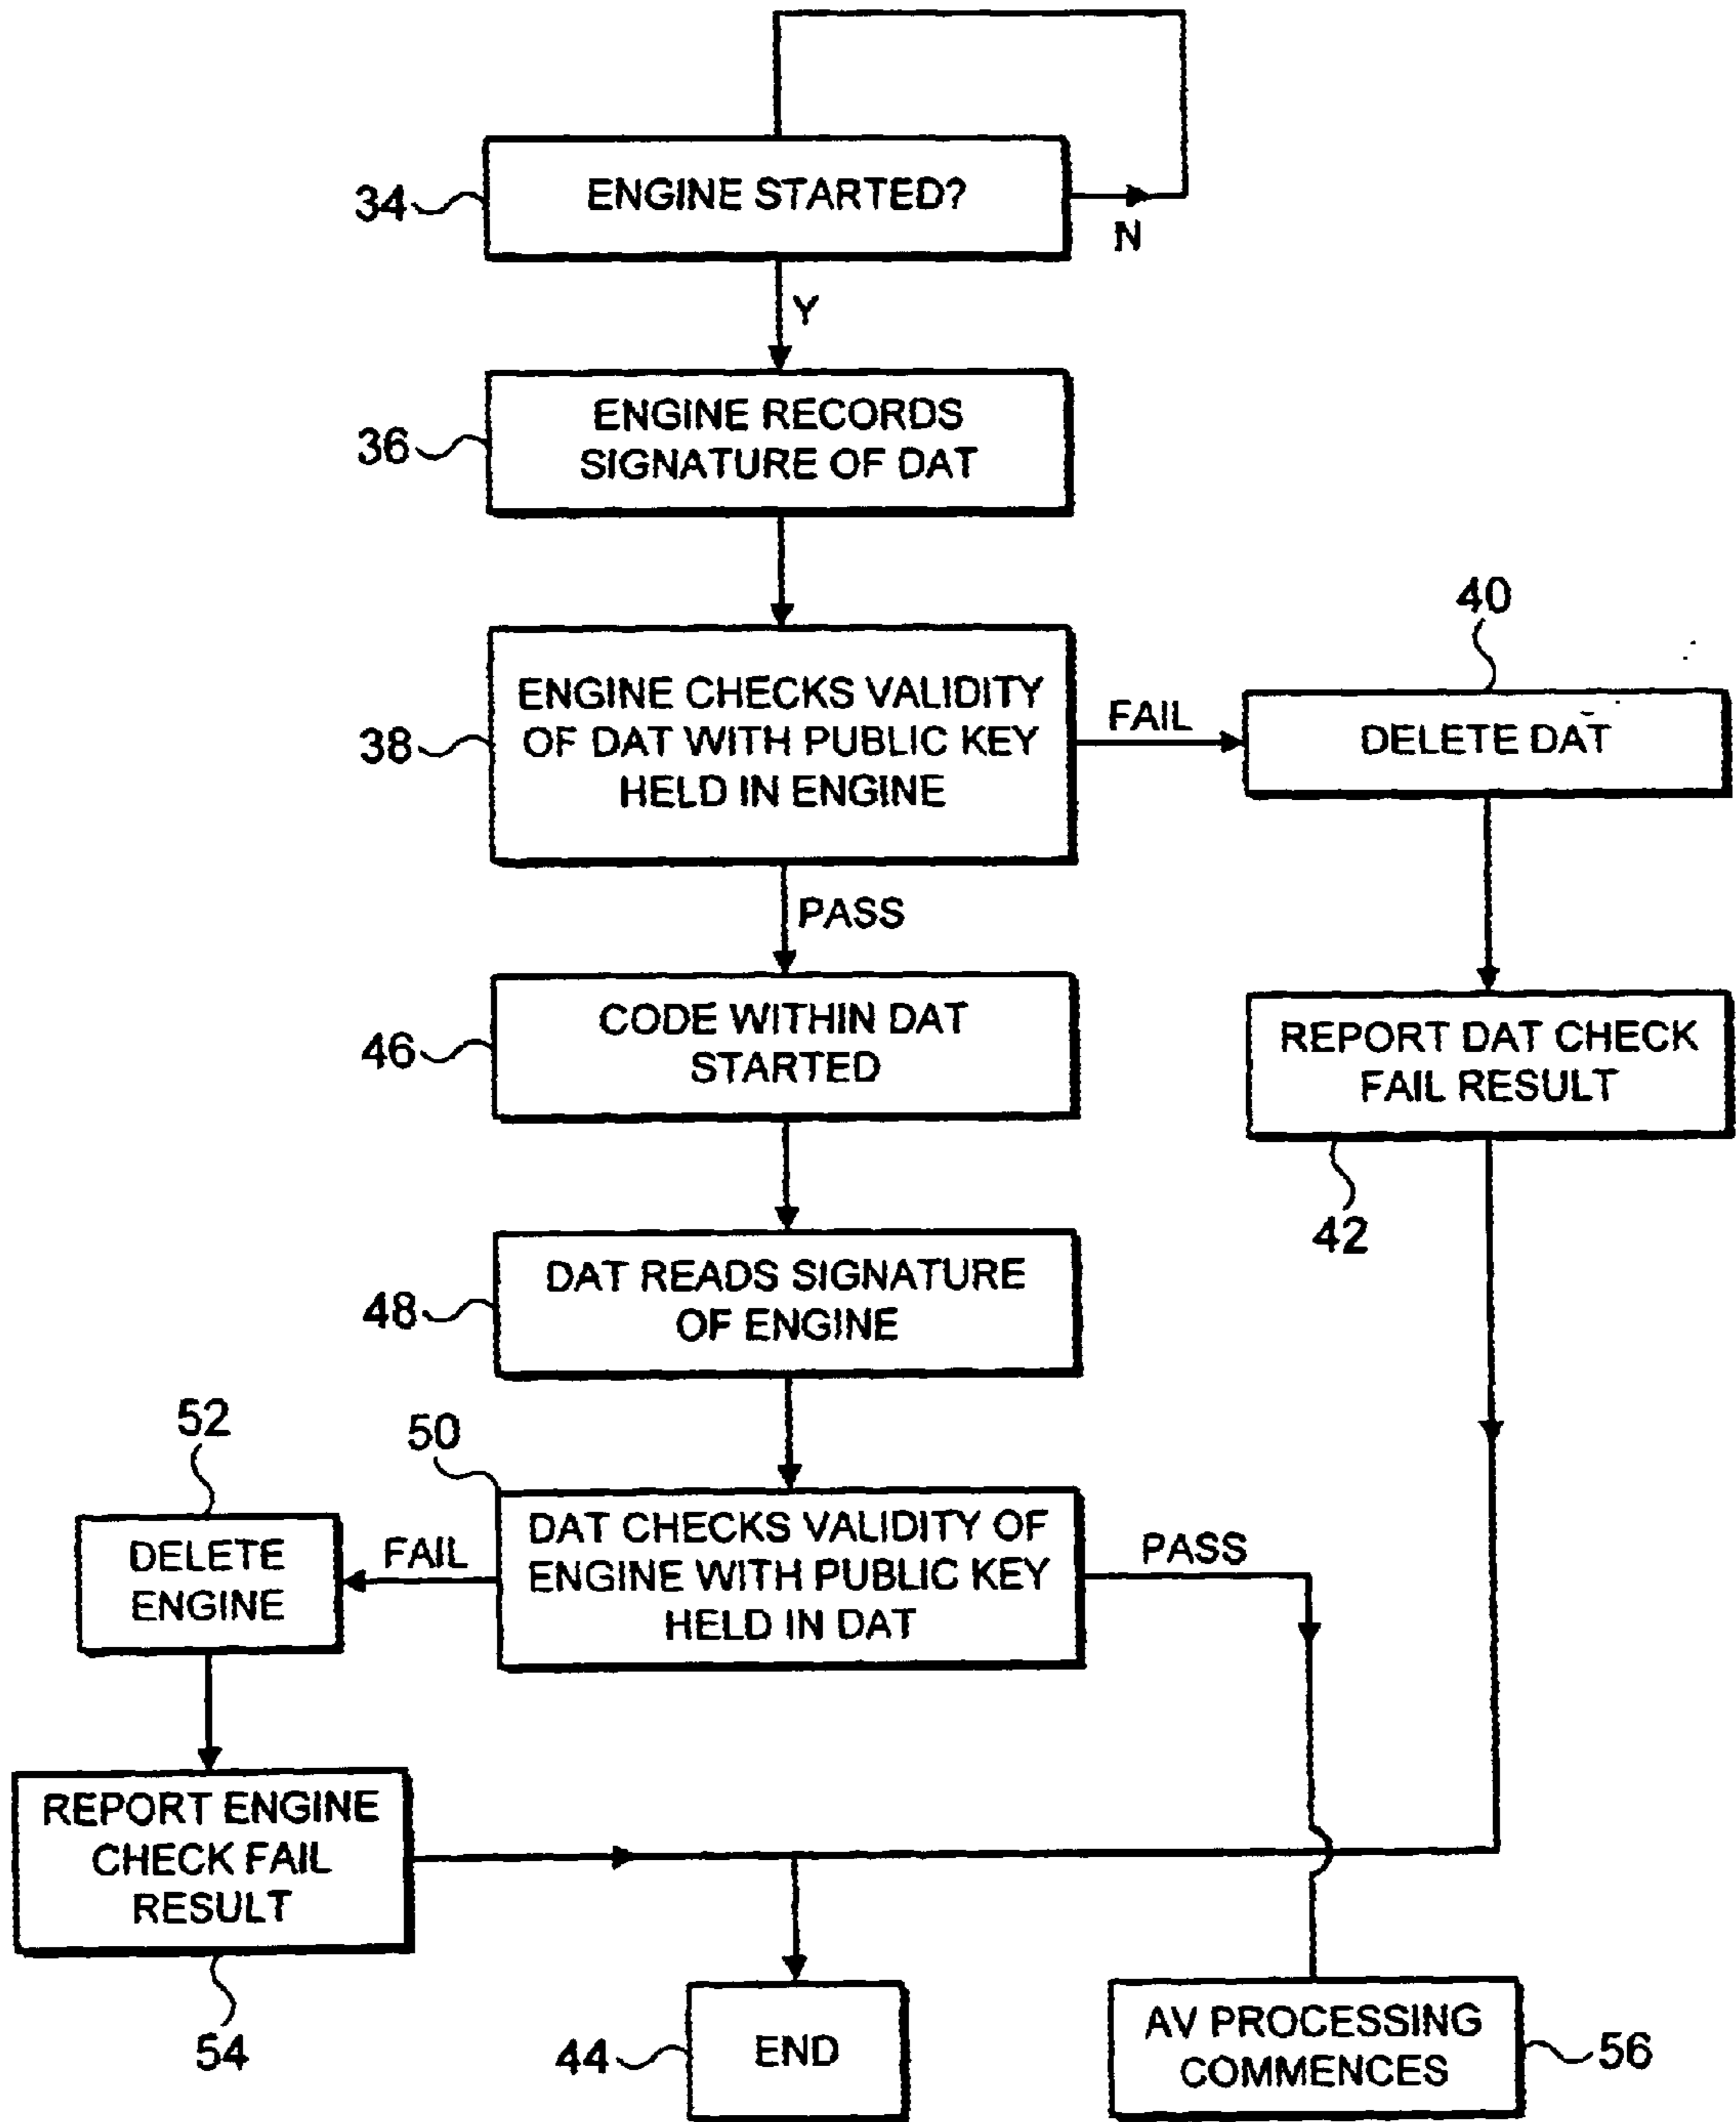 ENGINE STARTED?
34
N
Y
ENGINE RECORDS
SIGNATURE OF DAT
36
40
ENGINE CHECKS VALIDITY
OF DAT WITH PUBLIC KEY
HELD IN ENGINE
38
FAIL
DELETE DAT
PASS
CODE WITHIN DAT
STARTED
46
REPORT DAT CHECK
FAIL RESULT
42
DAT READS SIGNATURE
OF ENGINE
48
52
50
DELETE
ENGINE
FAIL
DAT CHECKS VALIDITY OF
ENGINE WITH PUBLIC KEY
HELD IN DAT
PASS
REPORT ENGINE
CHECK FAIL
RESULT
54
44
END
AV PROCESSING
COMMENCES
56